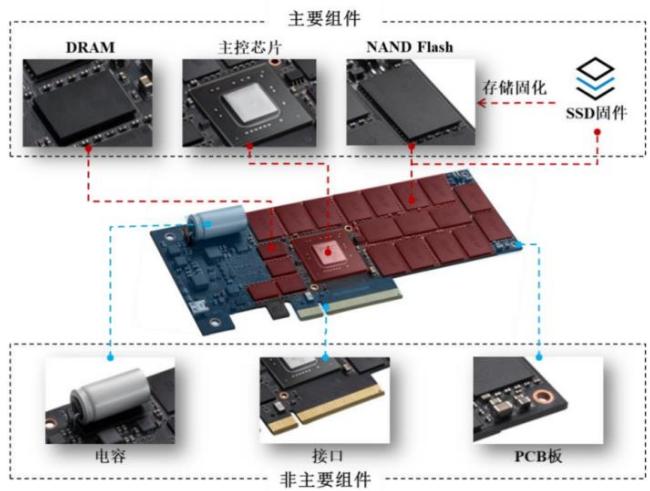 主要组件
DRAM
主控芯片
NAND Flash
存储固化
SSD固件
电容
接口
PCB板
非主要组件